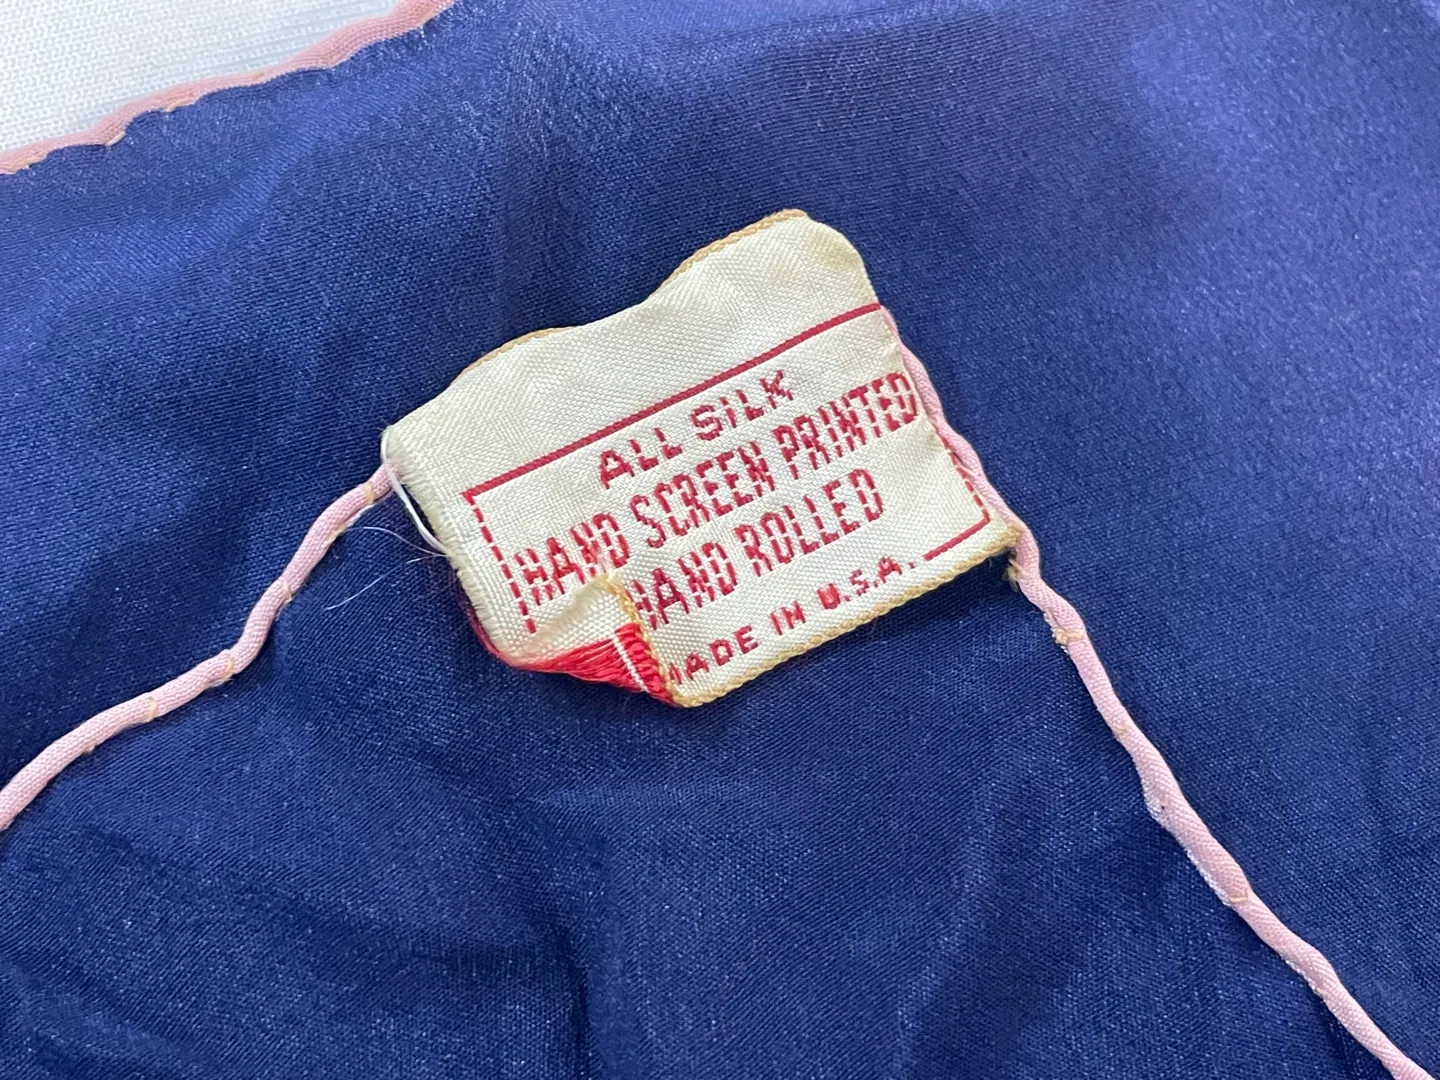 ALL SILK
HAND SCREEN PRINTED
HAND ROLLED
MADE IN U.S.A.